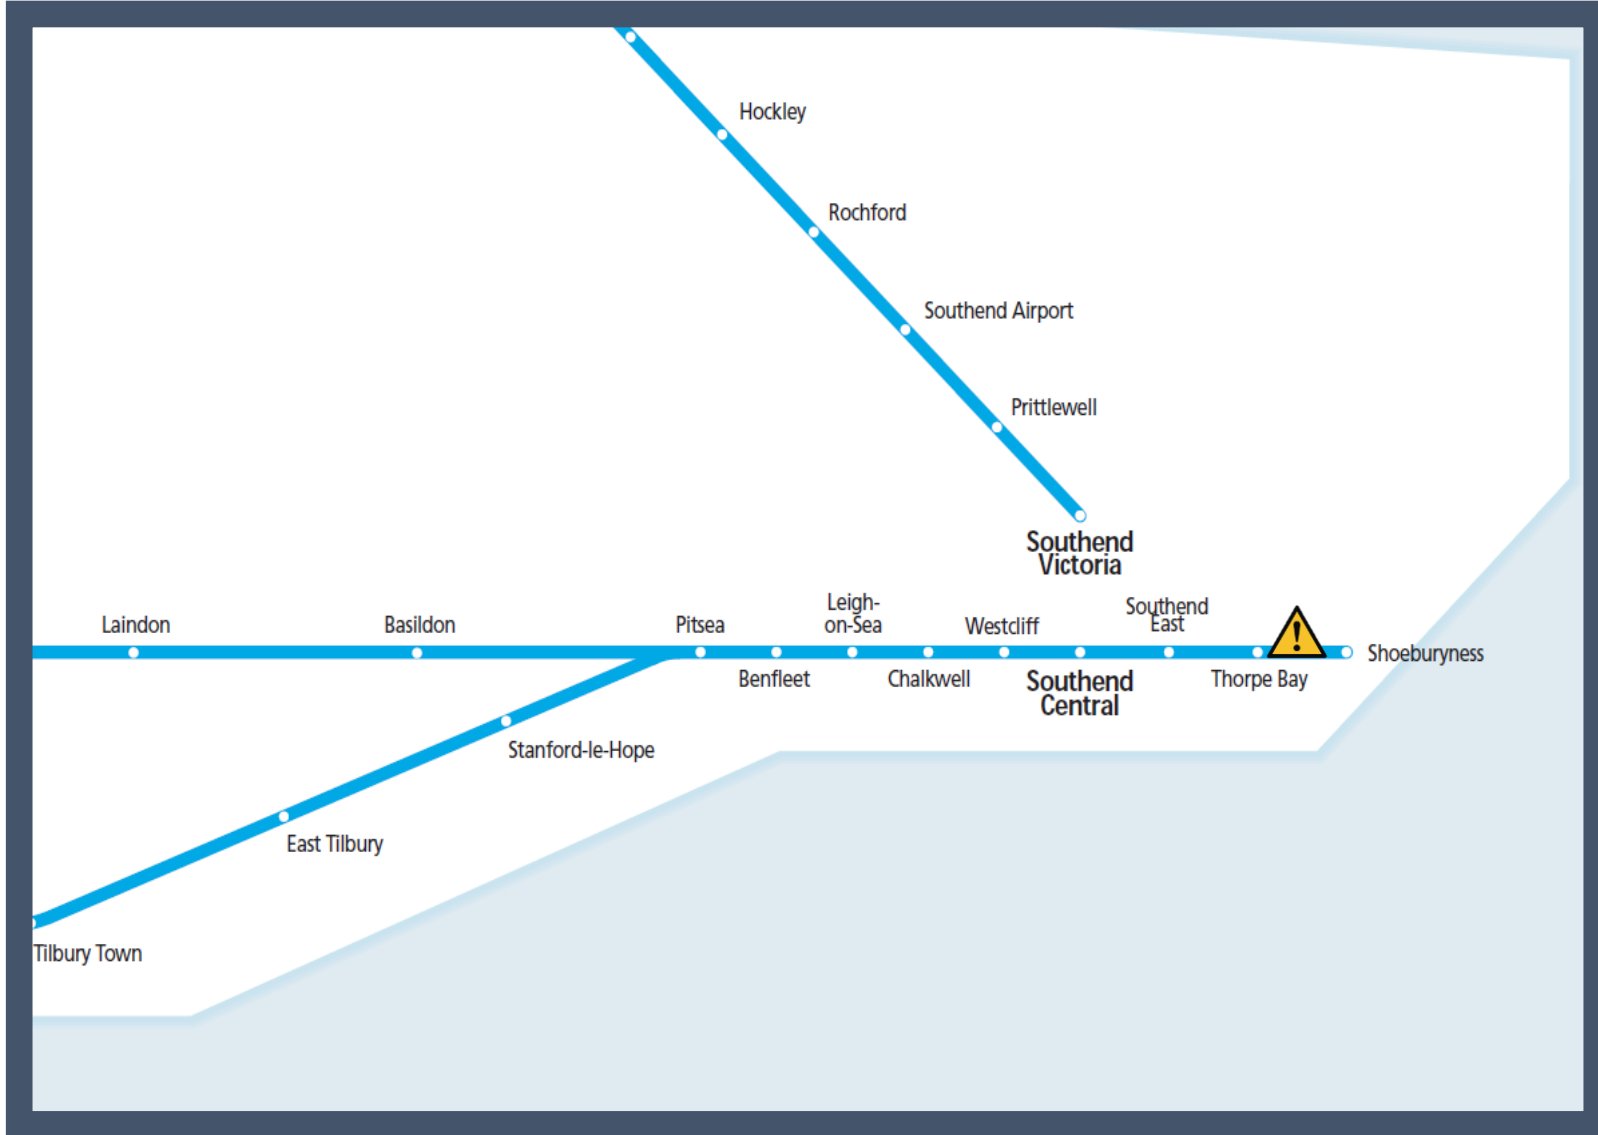 Hockley
Rochford
Southend Airport
Prittlewell
Southend
Victoria
Laindon
Basildon
Pitsea
Leigh-
on-Sea
Westcliff
Southend
East
Benfleet
Chalkwell
Southend
Central
Thorpe Bay
!
Shoeburyness
Stanford-le-Hope
East Tilbury
Tilbury Town